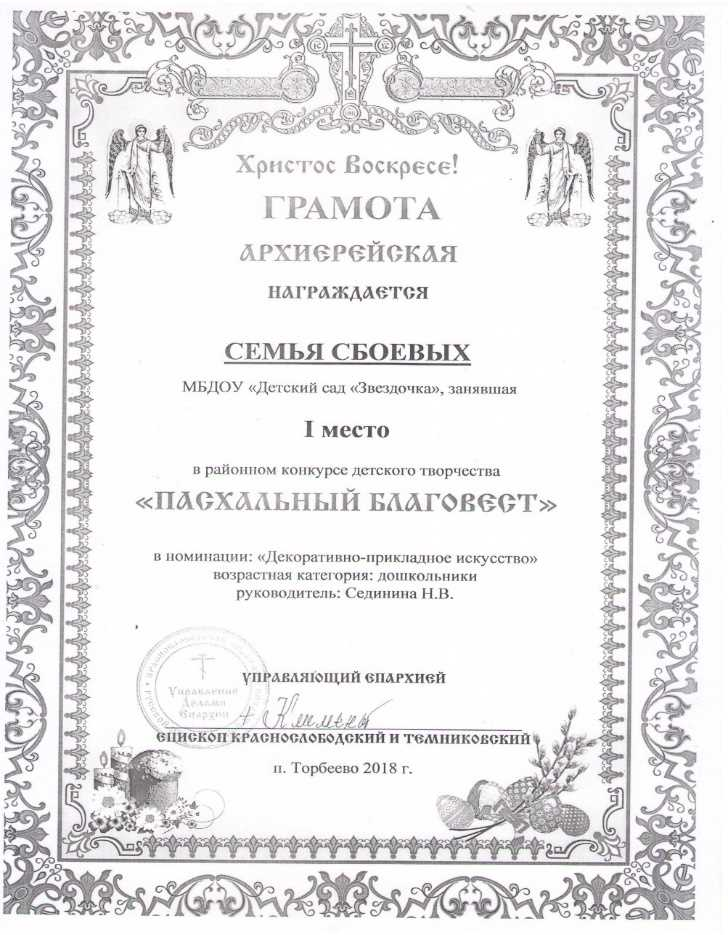 Христос Воскресе!
ГРАМОТА
АРХИЕРЕЙСКАЯ
НАГРАЖДАЕТСЯ
СЕМЬЯ СБОЕВЫХ
МБДОУ «Детский сад «Звездочка», занявшая
I место
в районном конкурсе детского творчества
«ПАСХАЛЬНЫЙ БЛАГОВЕСТ»
в номинации: «Декоративно-прикладное искусство»
возрастная категория: дошкольники
руководитель: Сединина Н.В.
УПРАВЛЯЮЩИЙ ЕПАРХИЕЙ
Управление
Делами
Епархии
+ Климент
ЕПИСКОП КРАСНОСЛОБОДСКИЙ И ТЕМНИКОВСКИЙ
п. Торбеево 2018 г.